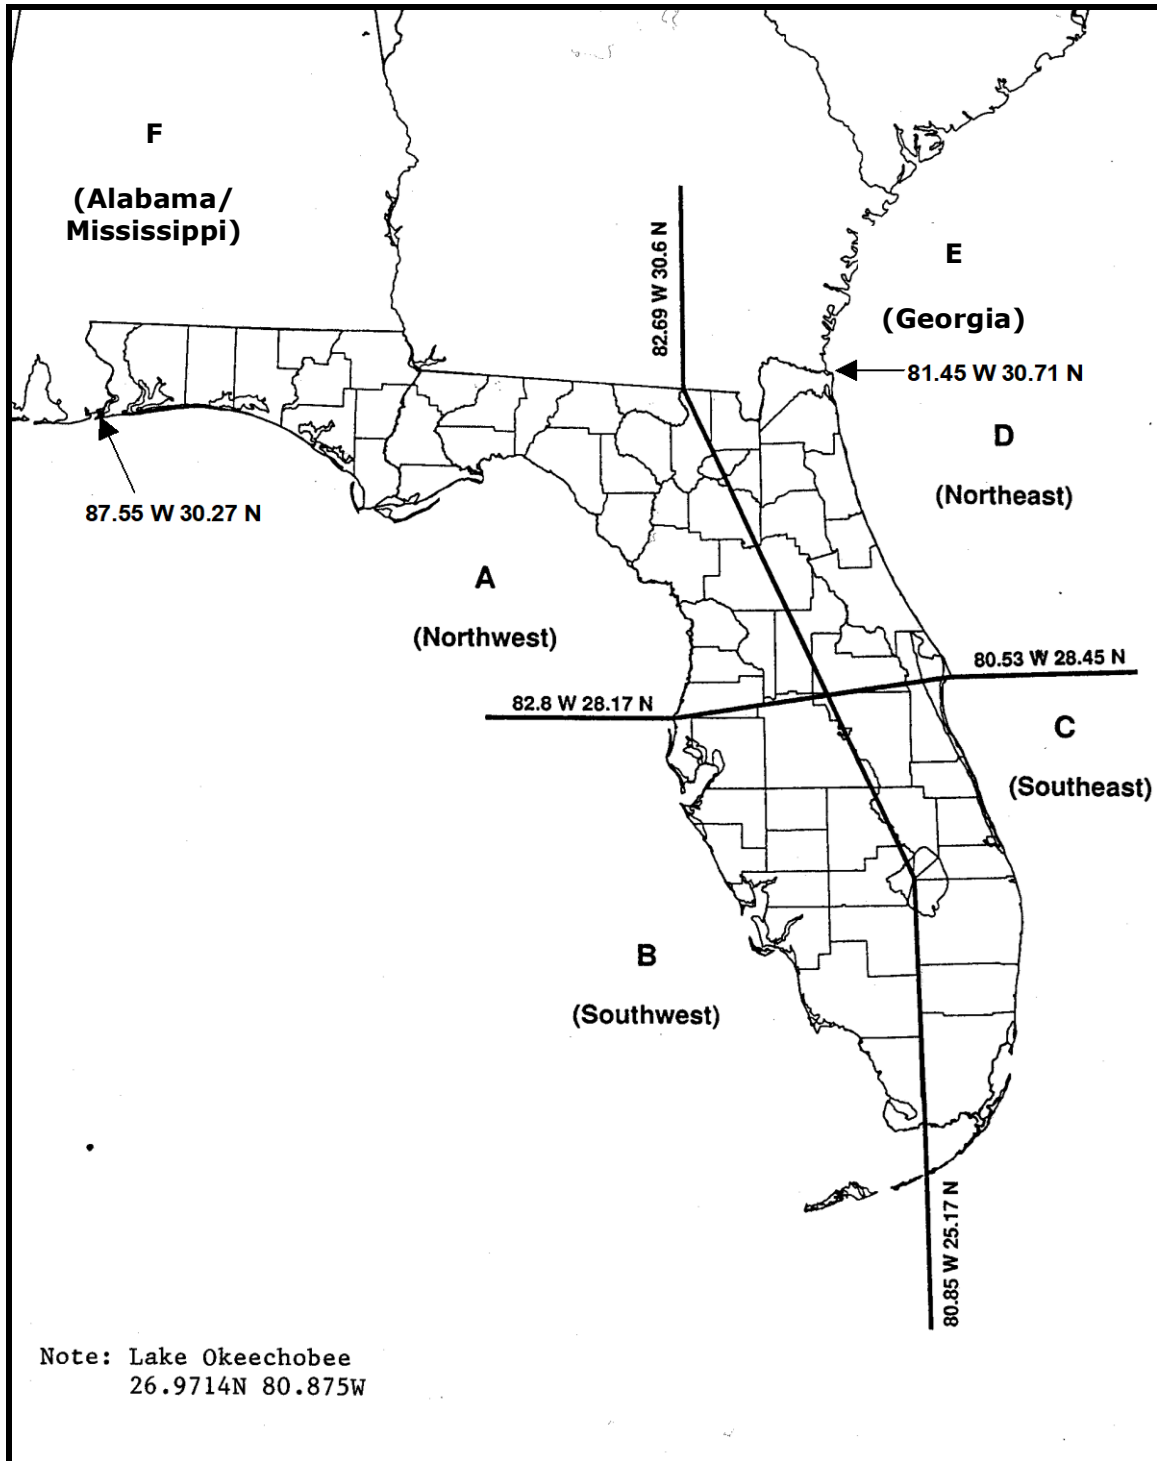 F
(Alabama/
Mississippi)
82.69 W 30.6 N
E
(Georgia)
81.45 W 30.71 N
D
(Northeast)
87.55 W 30.27 N
A
(Northwest)
80.53 W 28.45 N
82.8 W 28.17 N
C
(Southeast)
B
(Southwest)
80.85 W 25.17 N
Note: Lake Okeechobee
26.9714N 80.875W